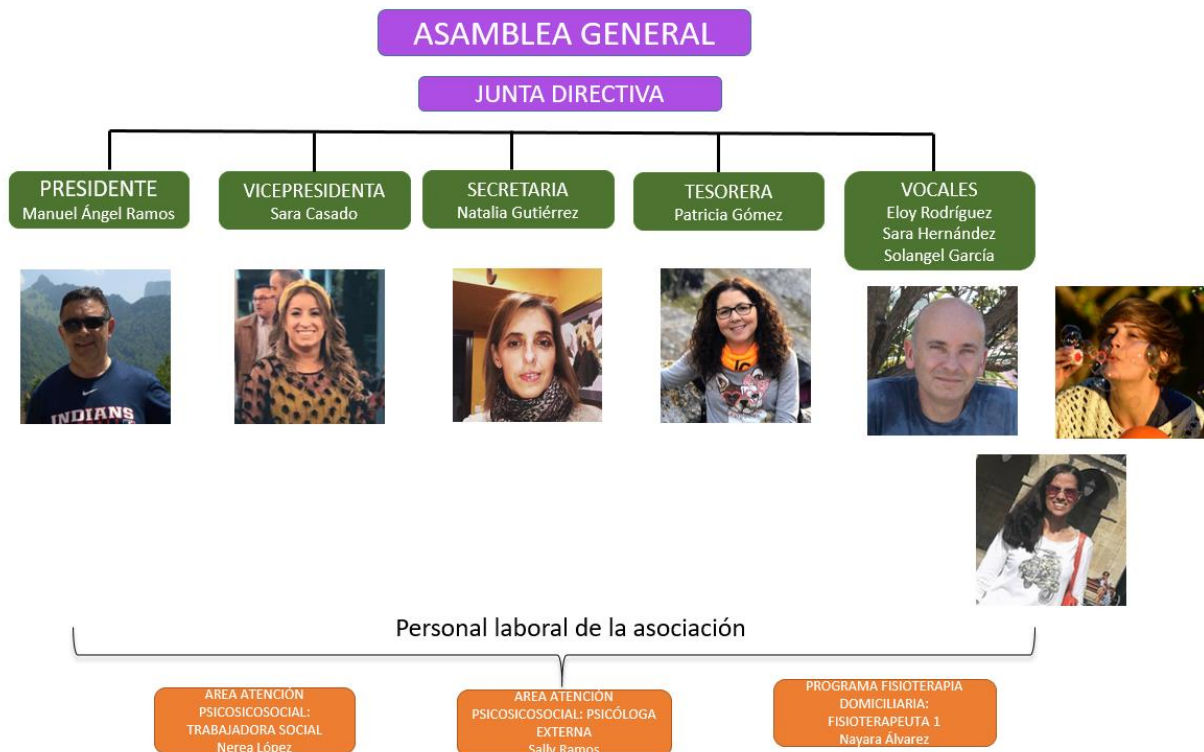 ASAMBLEA GENERAL
JUNTA DIRECTIVA
PRESIDENTE
Manuel Ángel Ramos
VICEPRESIDENTA
Sara Casado
SECRETARIA
Natalia Gutiérrez
TESORERA
Patricia Gómez
VOCALES
Eloy Rodríguez
Sara Hernández
Solangel García
INDIANS
Personal laboral de la asociación
AREA ATENCIÓN
PSICOSICOSOCIAL:
TRABAJADORA SOCIAL
Nerea López
AREA ATENCIÓN
PSICOSICOSOCIAL: PSICÓLOGA
EXTERNA
Sally Ramos
PROGRAMA FISIOTERAPIA
DOMICILIARIA:
FISIOTERAPEUTA 1
Nayara Álvarez